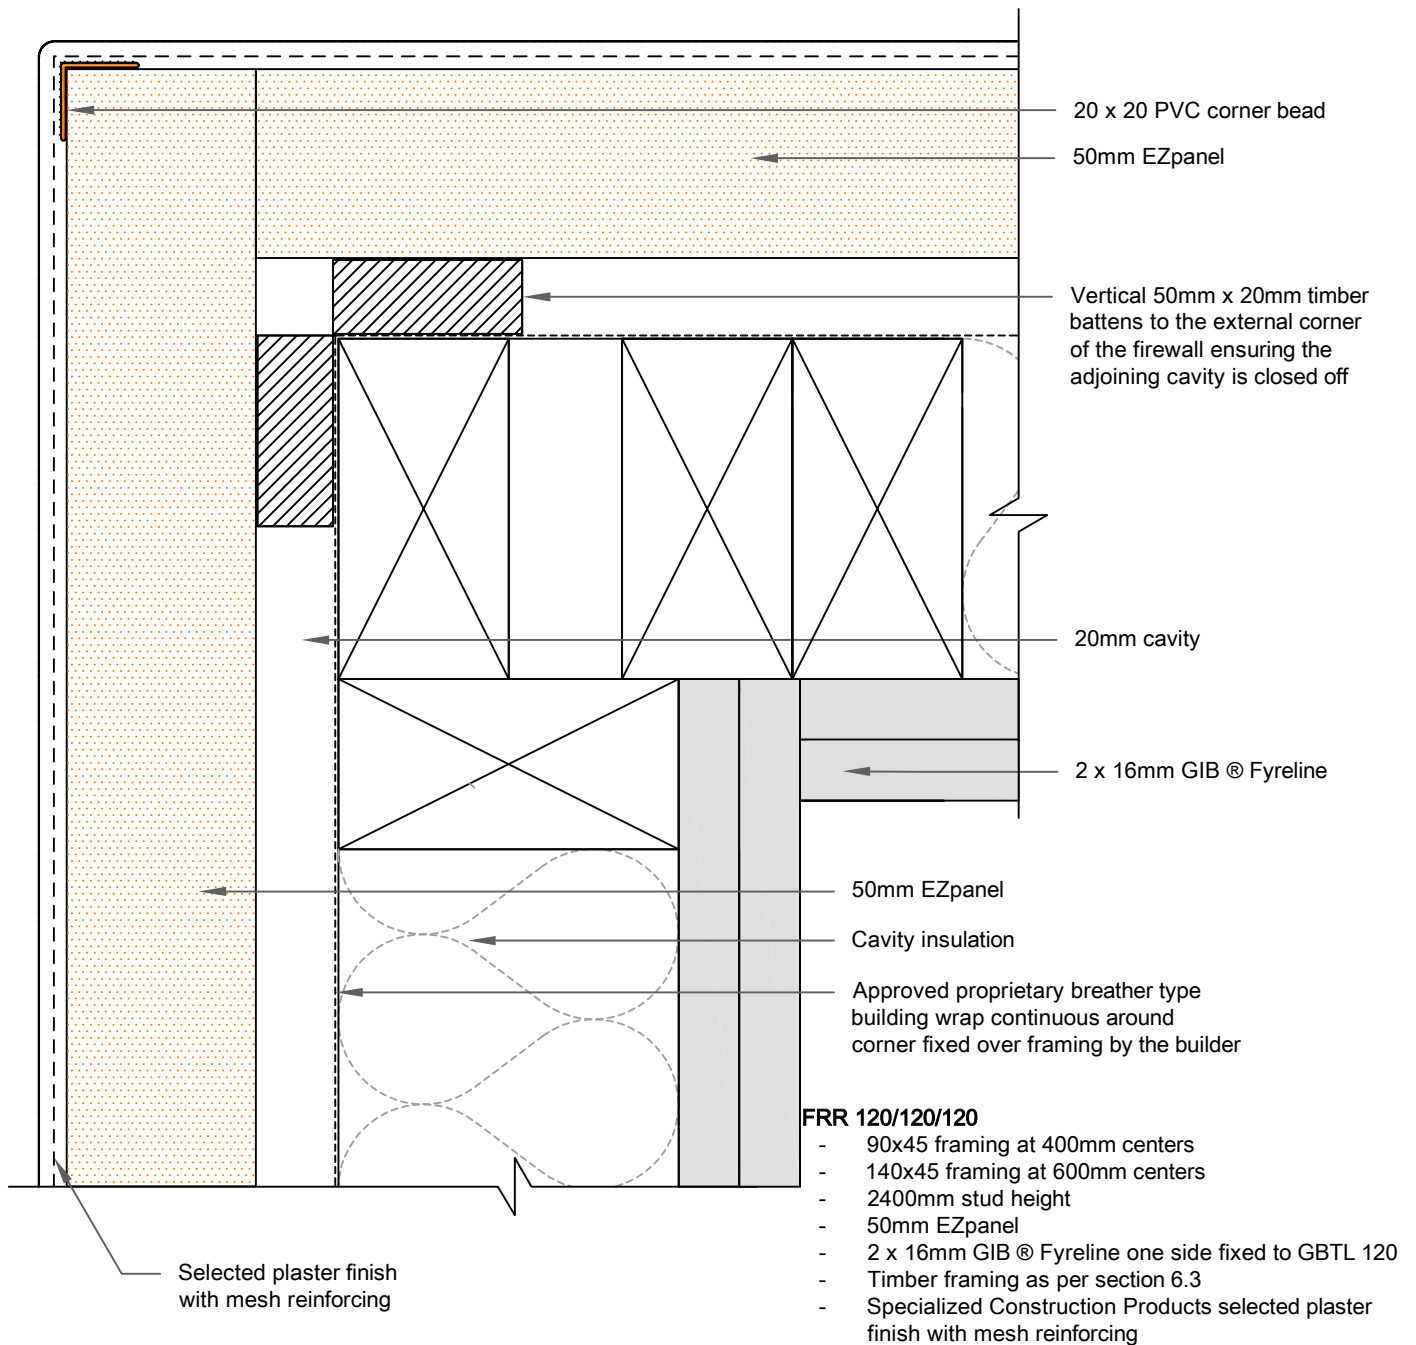 20 x 20 PVC corner bead
50mm EZpanel
Vertical 50mm x 20mm timber
battens to the external corner
of the firewall ensuring the
adjoining cavity is closed off
20mm cavity
2 x 16mm GIB ® Fyreline
50mm EZpanel
Cavity insulation
Approved proprietary breather type
building wrap continuous around
corner fixed over framing by the builder
FRR 120/120/120
- 90x45 framing at 400mm centers
- 140x45 framing at 600mm centers
- 2400mm stud height
- 50mm EZpanel
- 2 x 16mm GIB ® Fyreline one side fixed to GBTL 120
- Timber framing as per section 6.3
- Specialized Construction Products selected plaster
finish with mesh reinforcing
Selected plaster finish
with mesh reinforcing